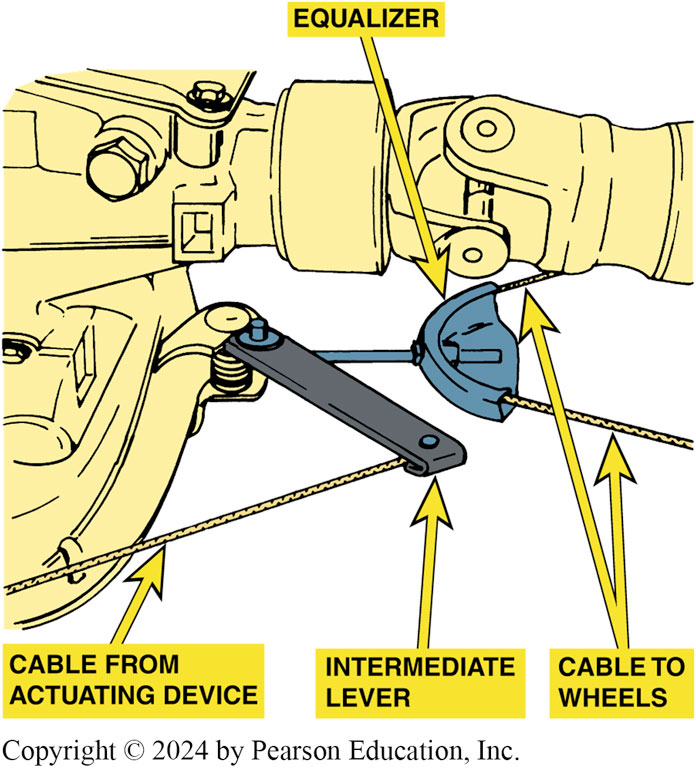 EQUALIZER
CABLE FROM
ACTUATING DEVICE
INTERMEDIATE
LEVER
CABLE TO
WHEELS
Copyright © 2024 by Pearson Education, Inc.